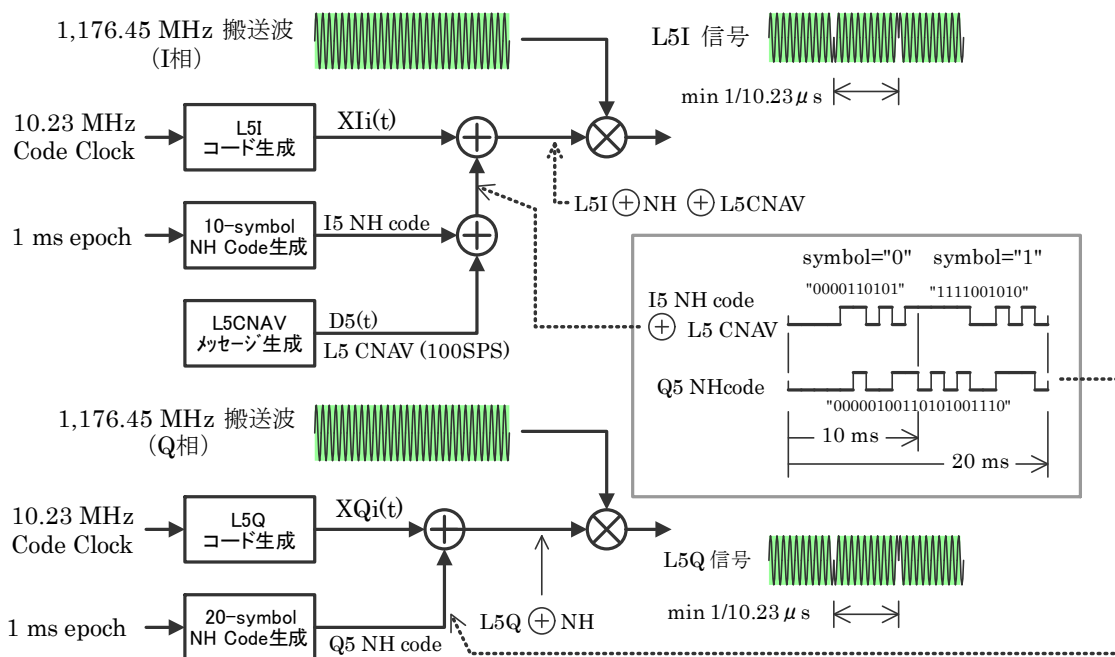 1,176.45 MHz 搬送波
(I相)
L5I 信号
min 1/10.23μs
10.23 MHz
Code Clock
L5I
コード生成
XIi(t)
L5I ⊕ NH ⊕ L5CNAV
1 ms epoch
10-symbol
NH Code生成
I5 NH code
L5CNAV
メッセージ生成
D5(t)
L5 CNAV (100SPS)
symbol="0"
symbol="1"
"0000110101"
"1111001010"
I5 NH code
⊕ L5 CNAV
Q5 NHcode
"00000100110101001110"
10 ms
20 ms
1,176.45 MHz 搬送波
(Q相)
10.23 MHz
Code Clock
L5Q
コード生成
XQi(t)
L5Q 信号
min 1/10.23μs
1 ms epoch
20-symbol
NH Code生成
Q5 NH code
L5Q ⊕ NH